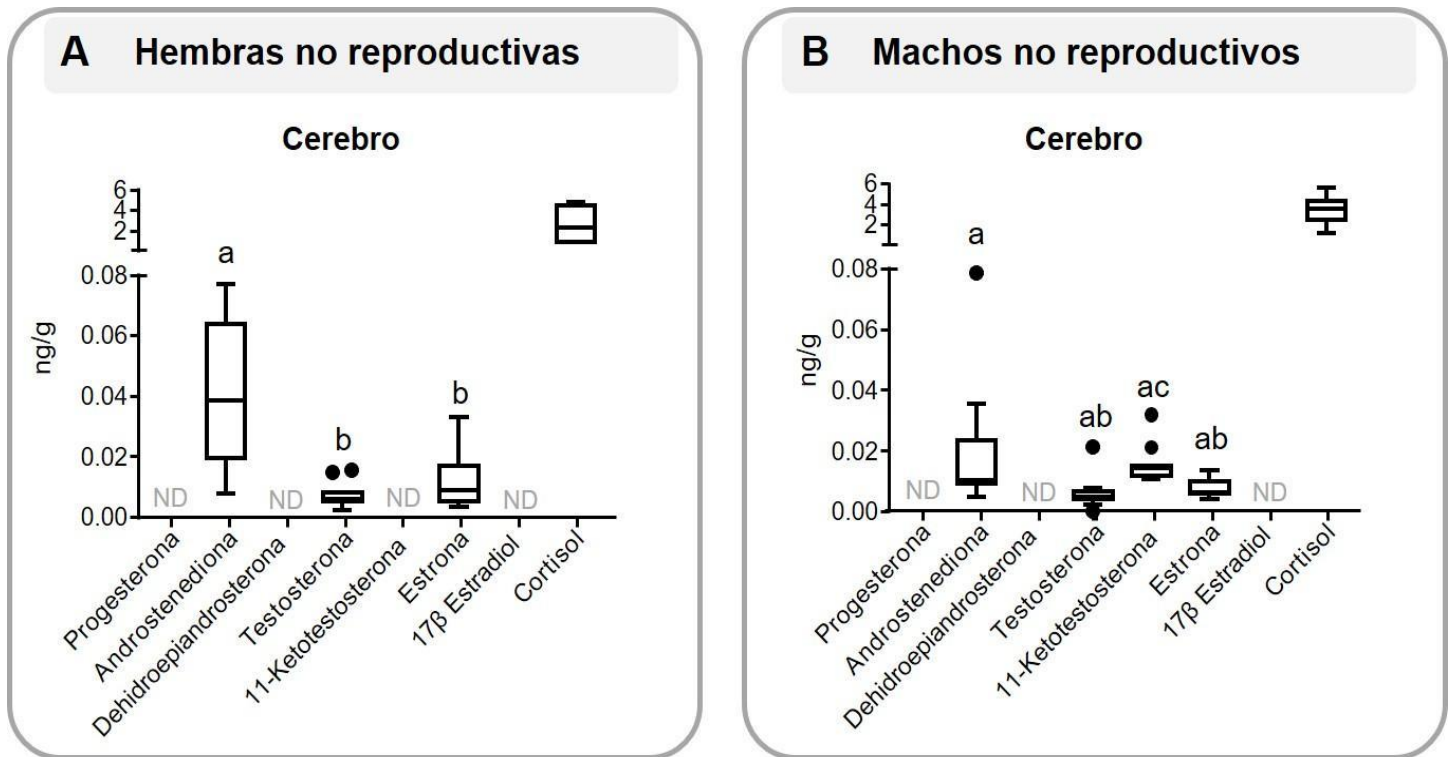 A Hembras no reproductivas
Cerebro
ng/g
6
4
2
0.08
0.06
0.04
0.02
0.00
ND
a
ND
b
ND
b
ND
Progesterona
Androstenediona
Dehidroepiandrosterona
Testosterona
11-Ketotestosterona
Estrona
17β Estradiol
Cortisol
B Machos no reproductivos
Cerebro
ng/g
6
4
2
0.08
0.06
0.04
0.02
0.00
ND
a
ND
ab
ac
ab
ND
Progesterona
Androstenediona
Dehidroepiandrosterona
Testosterona
11-Ketotestosterona
Estrona
17β Estradiol
Cortisol